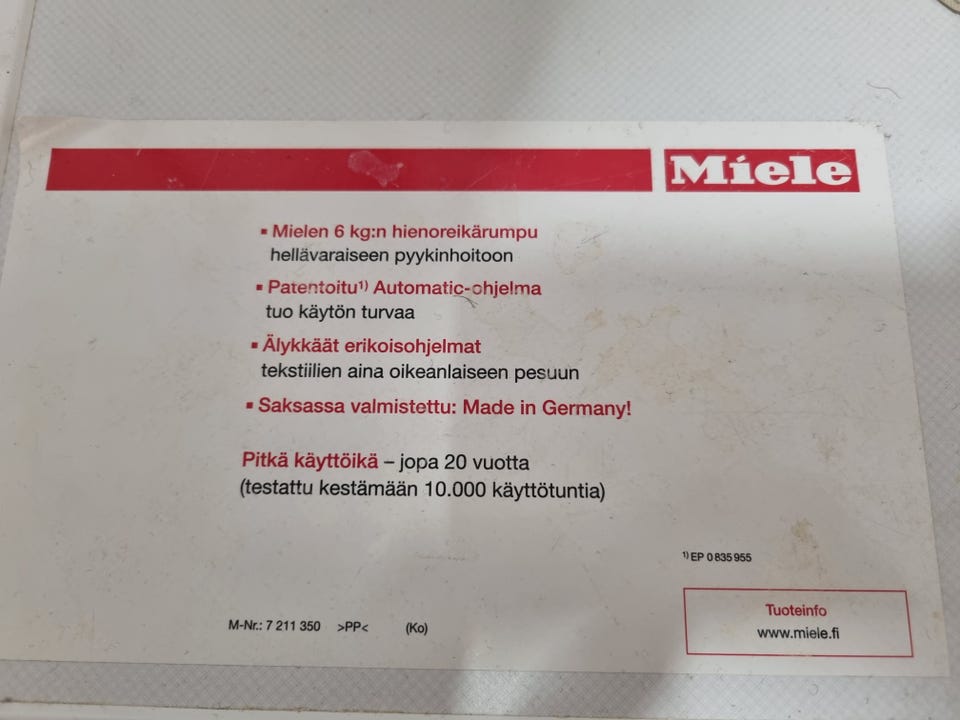 Miele
▪ Mielen 6 kg:n hienoreikärumpu
hellävaraiseen pyykinhoitoon
▪ Patentoitu¹⁾ Automatic-ohjelma
tuo käytön turvaa
▪ Älykkäät erikoisohjelmat
tekstiilien aina oikeanlaiseen pesuun
▪ Saksassa valmistettu: Made in Germany!
Pitkä käyttöikä – jopa 20 vuotta
(testattu kestämään 10.000 käyttötuntia)
¹⁾ EP 0 835 955
Tuoteinfo
www.miele.fi
M-Nr.: 7 211 350 >PP< (Ko)